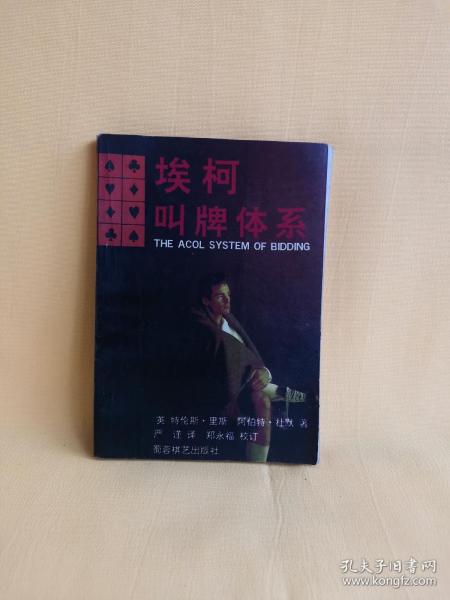 埃柯
叫牌体系
THE ACOL SYSTEM OF BIDDING
英 特伦斯·里斯 阿伯特·杜默 著
严 谨 译 郑永福 校订
蜀蓉棋艺出版社
孔夫子旧书网
www.kongfz.com